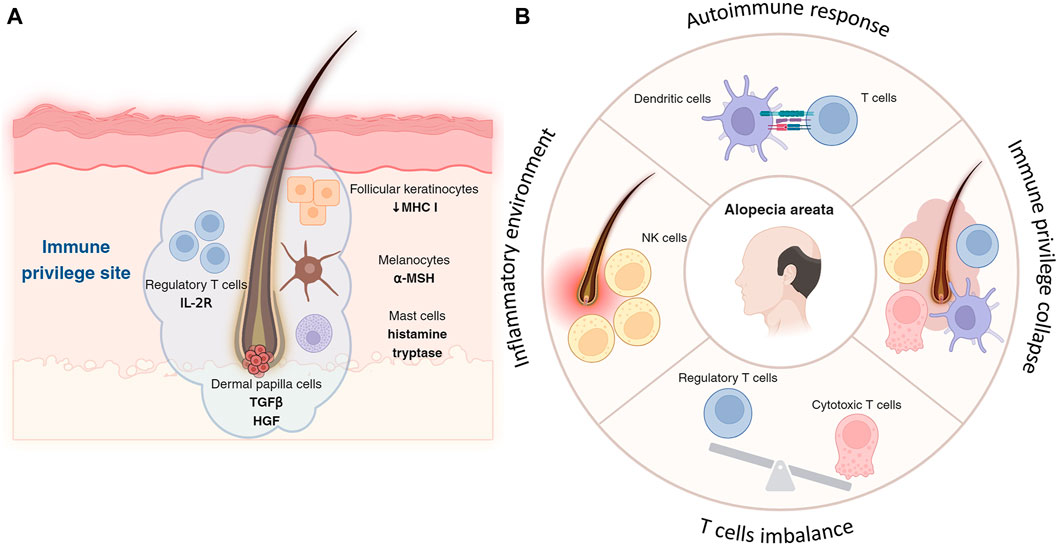 A
Immune
privilege site
Regulatory T cells
IL-2R
Follicular keratinocytes
↓MHC I
Melanocytes
α-MSH
Mast cells
histamine
tryptase
Dermal papilla cells
TGFβ
HGF
B
Autoimmune response
Dendritic cells
T cells
Inflammatory environment
NK cells
Alopecia areata
Immune privilege collapse
Regulatory T cells
Cytotoxic T cells
T cells imbalance